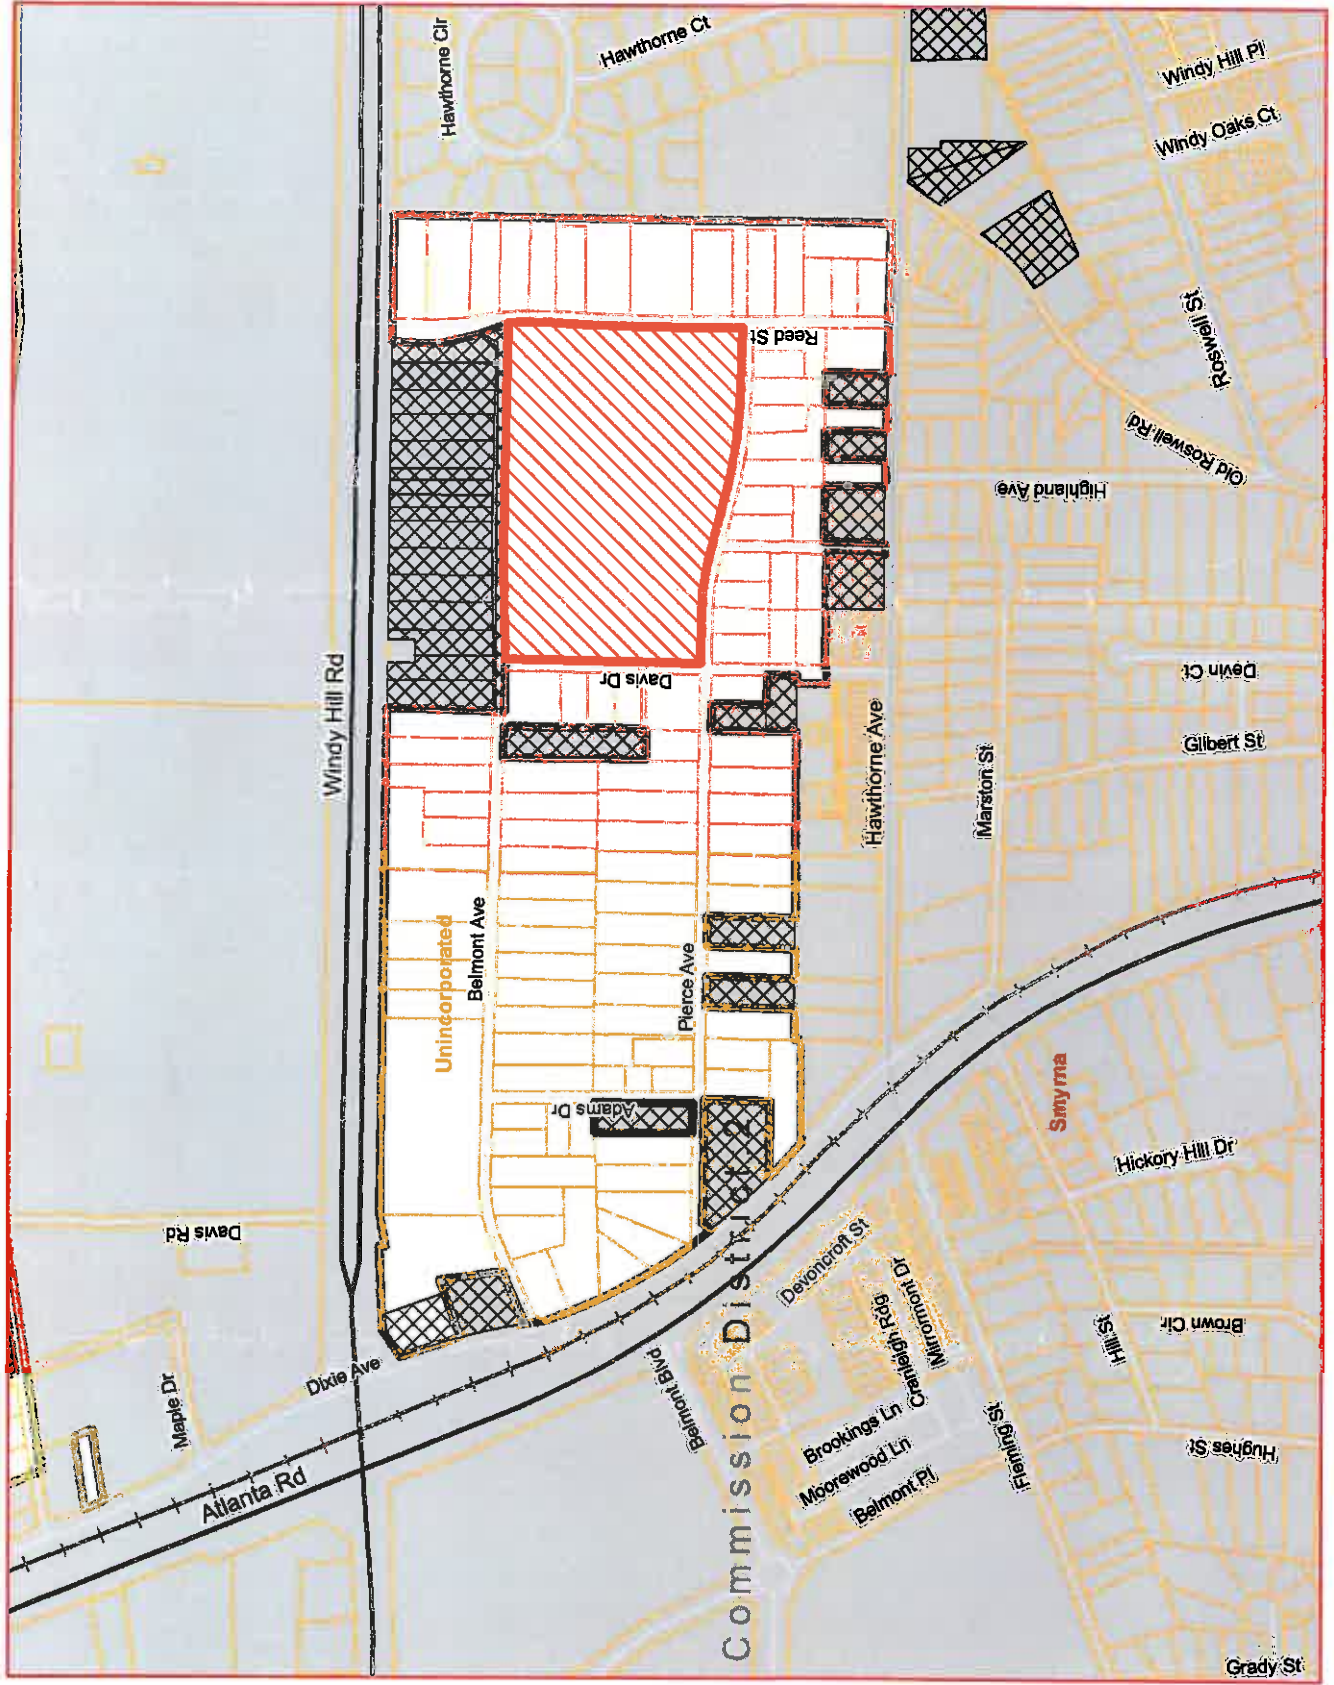 Hawthorne Cir
Hawthorne Ct
Windy Hill Pl
Windy Oaks Ct
Roswell St
Reed St
Old Roswell Rd
Highland Ave
Windy Hill Rd
Davis Dr
Devin Ct
Gilbert St
Hawthorne Ave
Marston St
Unincorporated
Belmont Ave
Pierce Ave
Adams Dr
Smyrna
Hickory Hill Dr
Davis Rd
Devoncroft St
Mirrormont Dr
Cranleigh Rdg
Hill St
Brown Cir
Dixie Ave
Maple Dr
Belmont Blvd
Commission District 2
Brookings Ln
Moorewood Ln
Belmont Pl
Fleming St
Hughes St
Atlanta Rd
Grady St